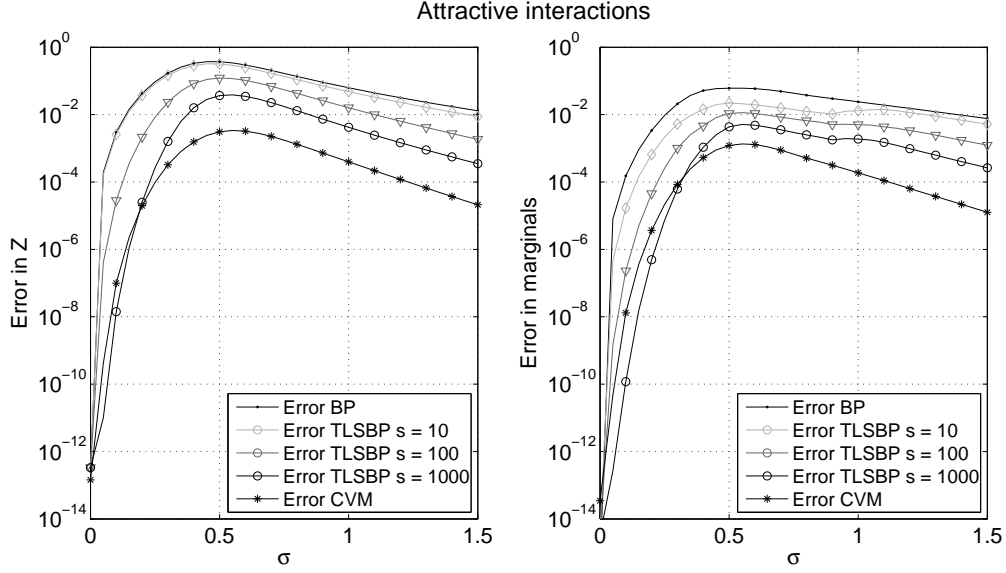 Attractive interactions
Error in Z
10^0
10^-2
10^-4
10^-6
10^-8
10^-10
10^-12
10^-14
0
0.5
1
1.5
σ
Error BP
Error TLSBP s = 10
Error TLSBP s = 100
Error TLSBP s = 1000
Error CVM
Error in marginals
10^0
10^-2
10^-4
10^-6
10^-8
10^-10
10^-12
10^-14
0
0.5
1
1.5
σ
Error BP
Error TLSBP s = 10
Error TLSBP s = 100
Error TLSBP s = 1000
Error CVM